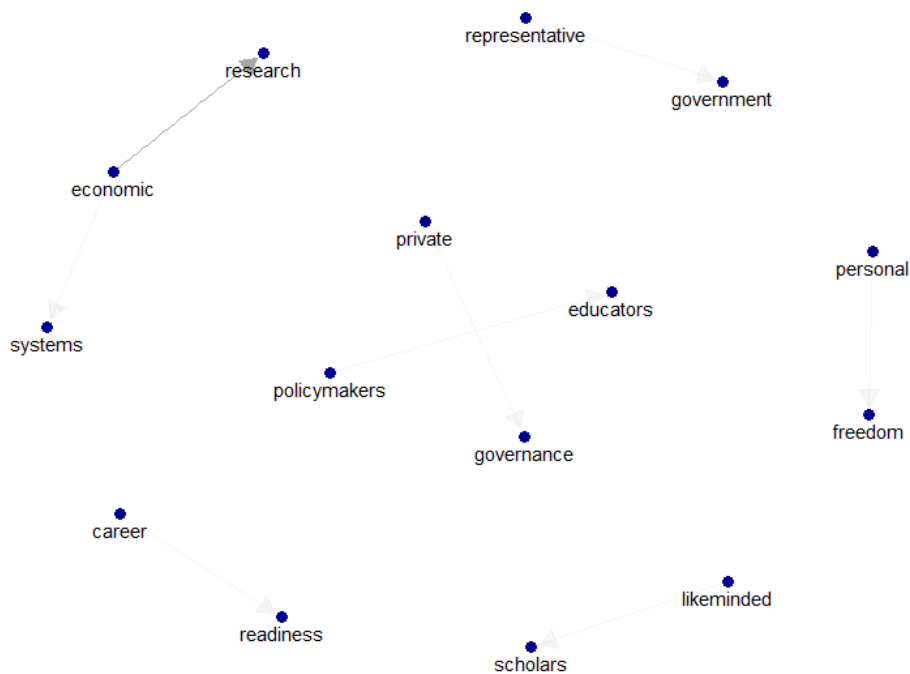 representative
research
government
economic
private
personal
educators
systems
policymakers
freedom
governance
career
likeminded
readiness
scholars